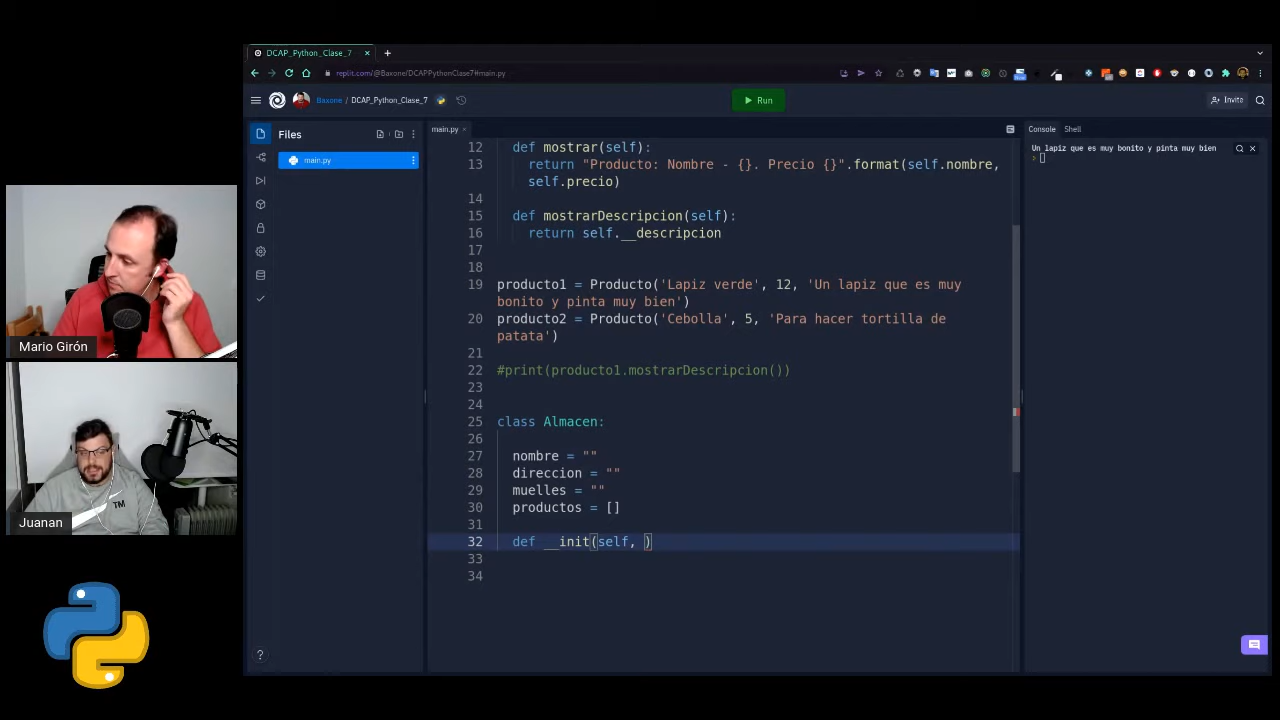 DCAP_Python_Clase_7
replit.com/@Baxone/DCAPPythonClase7#main.py
Baxone / DCAP_Python_Clase_7
Run
Invite
Files
main.py
main.py
Console
Shell
Un lapiz que es muy bonito y pinta muy bien
12 def mostrar(self):
13 return "Producto: Nombre - {}. Precio {}".format(self.nombre,
self.precio)
14
15 def mostrarDescripcion(self):
16 return self.__descripcion
17
18
19 producto1 = Producto('Lapiz verde', 12, 'Un lapiz que es muy
bonito y pinta muy bien')
20 producto2 = Producto('Cebolla', 5, 'Para hacer tortilla de
patata')
21
22 #print(producto1.mostrarDescripcion())
23
24
25 class Almacen:
26
27 nombre = ""
28 direccion = ""
29 muelles = ""
30 productos = []
31
32 def __init(self, )
33
34
Mario Girón
TM
Juanan
?